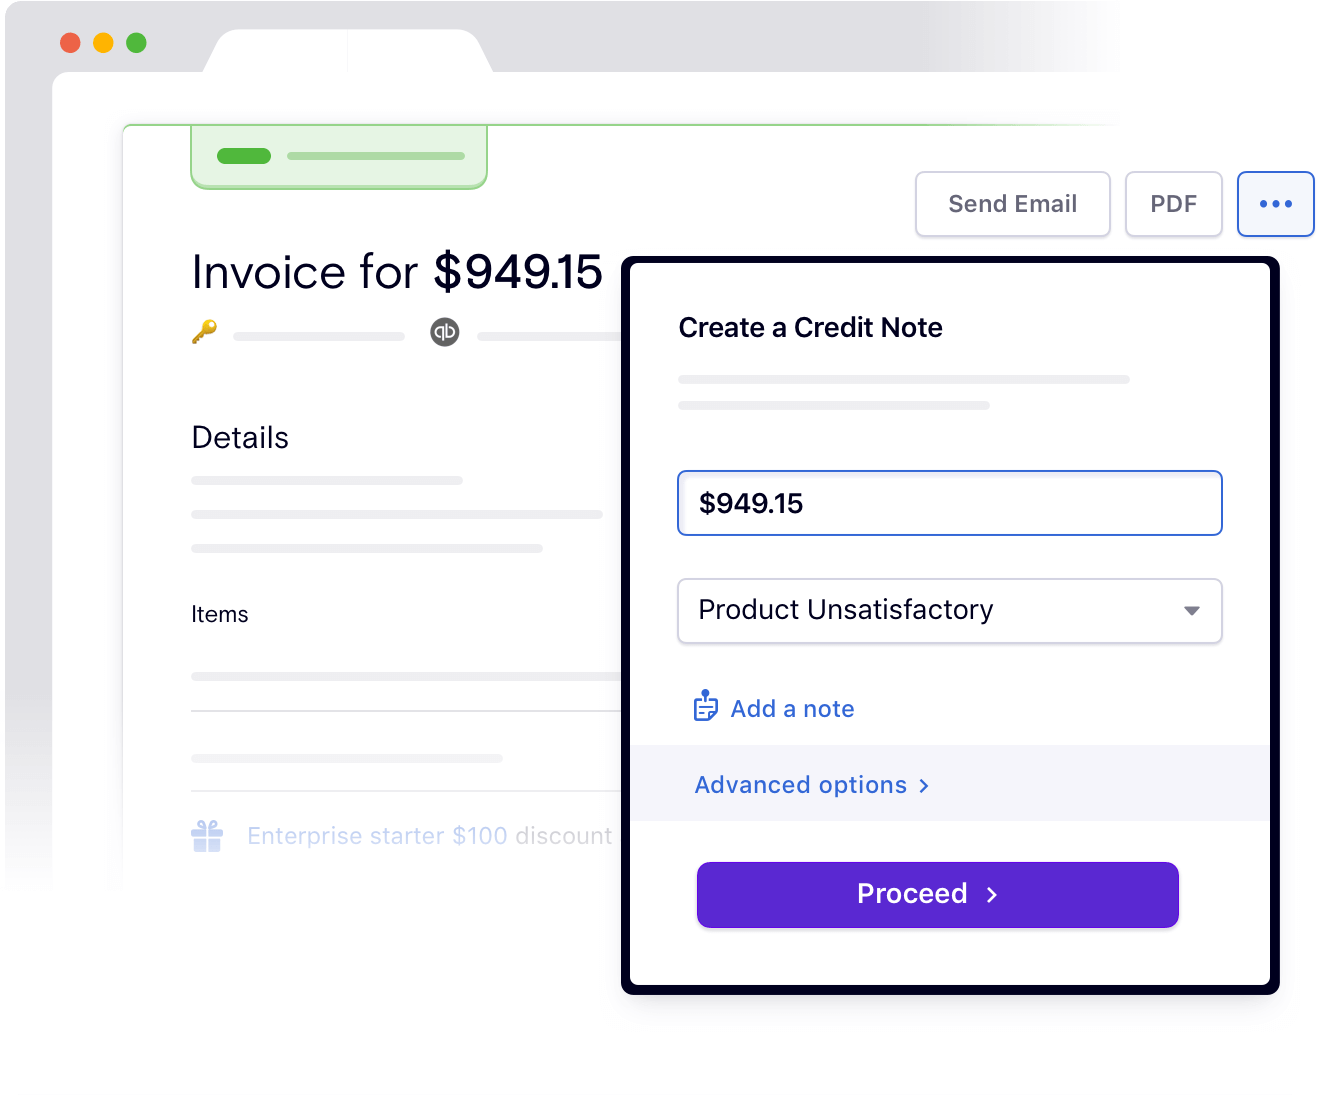 Send Email
PDF
Invoice for $949.15
qb
Create a Credit Note
Details
$949.15
Product Unsatisfactory
Items
Add a note
Advanced options
Enterprise starter $100 discount
Proceed